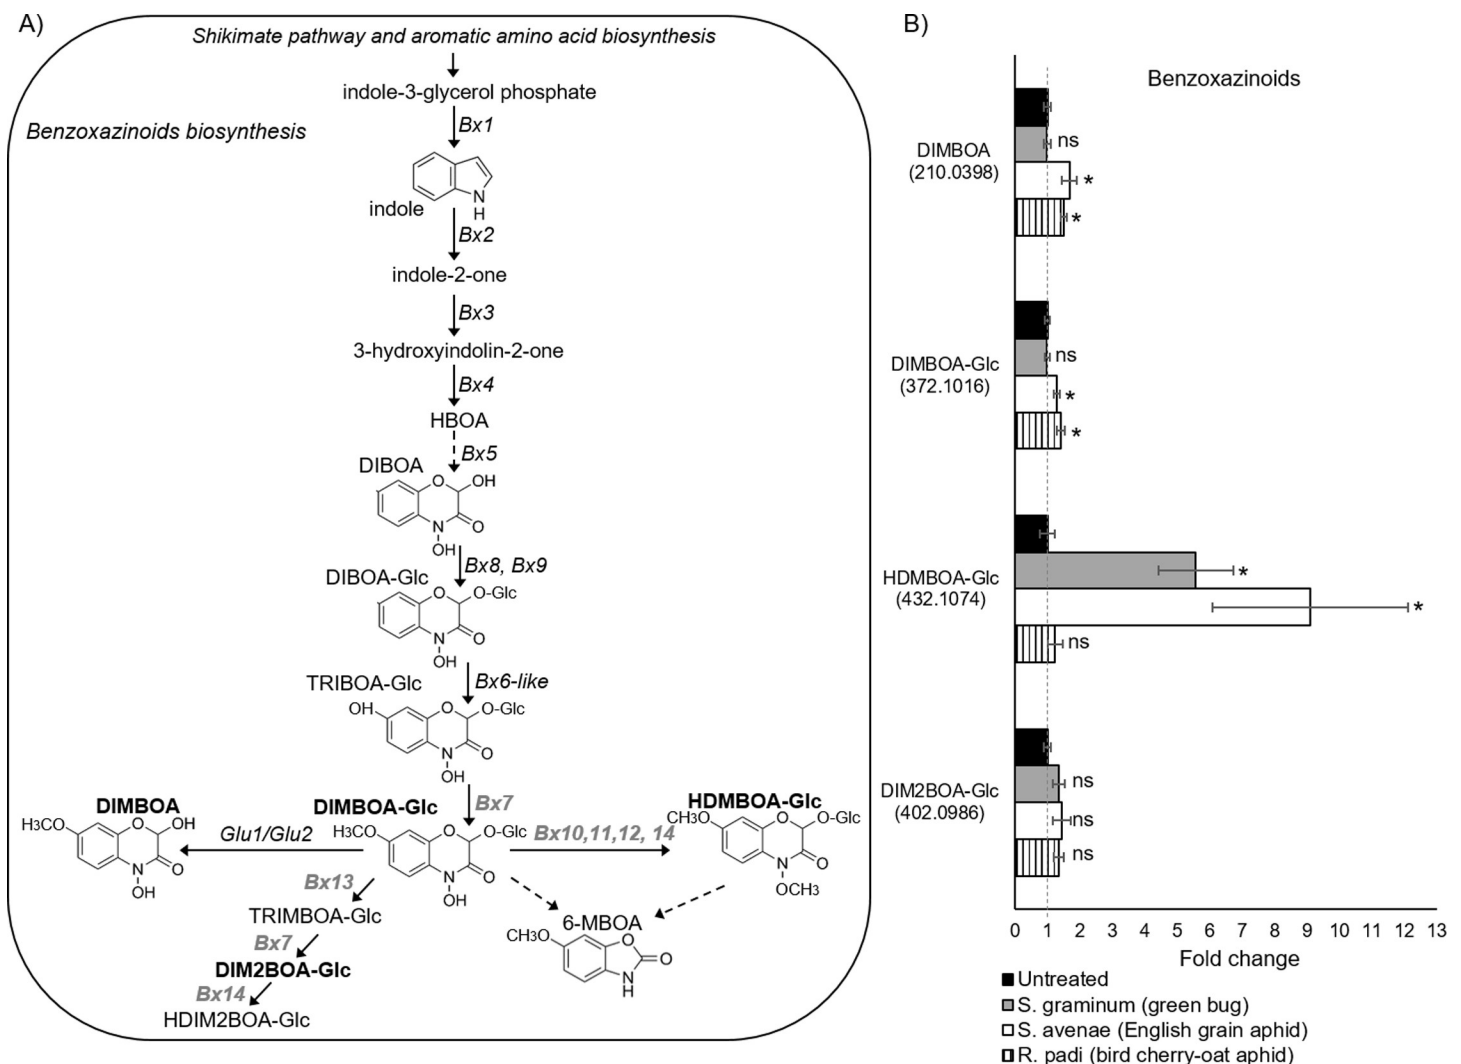 A)
Shikimate pathway and aromatic amino acid biosynthesis
indole-3-glycerol phosphate
Benzoxazinoids biosynthesis
Bx1
N
H
indole
Bx2
indole-2-one
Bx3
3-hydroxyindolin-2-one
Bx4
HBOA
Bx5
DIBOA
O
OH
N
O
OH
Bx8, Bx9
DIBOA-Glc
O
O-Glc
N
O
OH
Bx6-like
TRIBOA-Glc
OH
O
O-Glc
N
O
OH
Bx7
DIMBOA
H3CO
O
OH
N
O
OH
Glu1/Glu2
DIMBOA-Glc
H3CO
O
O-Glc
N
O
OH
Bx10,11,12, 14
HDMBOA-Glc
CH3O
O
O-Glc
N
O
OCH3
Bx13
TRIMBOA-Glc
Bx7
DIM2BOA-Glc
Bx14
HDIM2BOA-Glc
6-MBOA
CH3O
O
O
N
H
B)
Benzoxazinoids
DIMBOA
(210.0398)
ns
*
*
DIMBOA-Glc
(372.1016)
ns
*
*
HDMBOA-Glc
(432.1074)
*
*
ns
DIM2BOA-Glc
(402.0986)
ns
ns
ns
0 1 2 3 4 5 6 7 8 9 10 11 12 13
Fold change
Untreated
S. graminum (green bug)
S. avenae (English grain aphid)
R. padi (bird cherry-oat aphid)